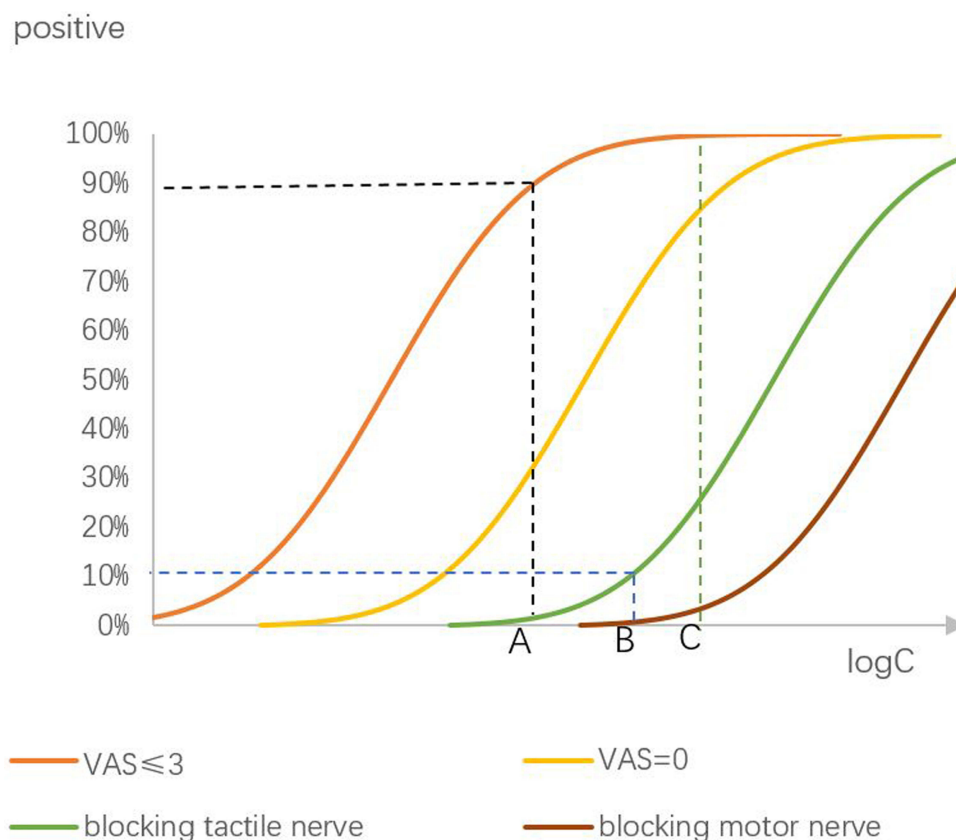 positive
100%
90%
80%
70%
60%
50%
40%
30%
20%
10%
0%
A B C
logC
VAS≤3 VAS=0
blocking tactile nerve blocking motor nerve